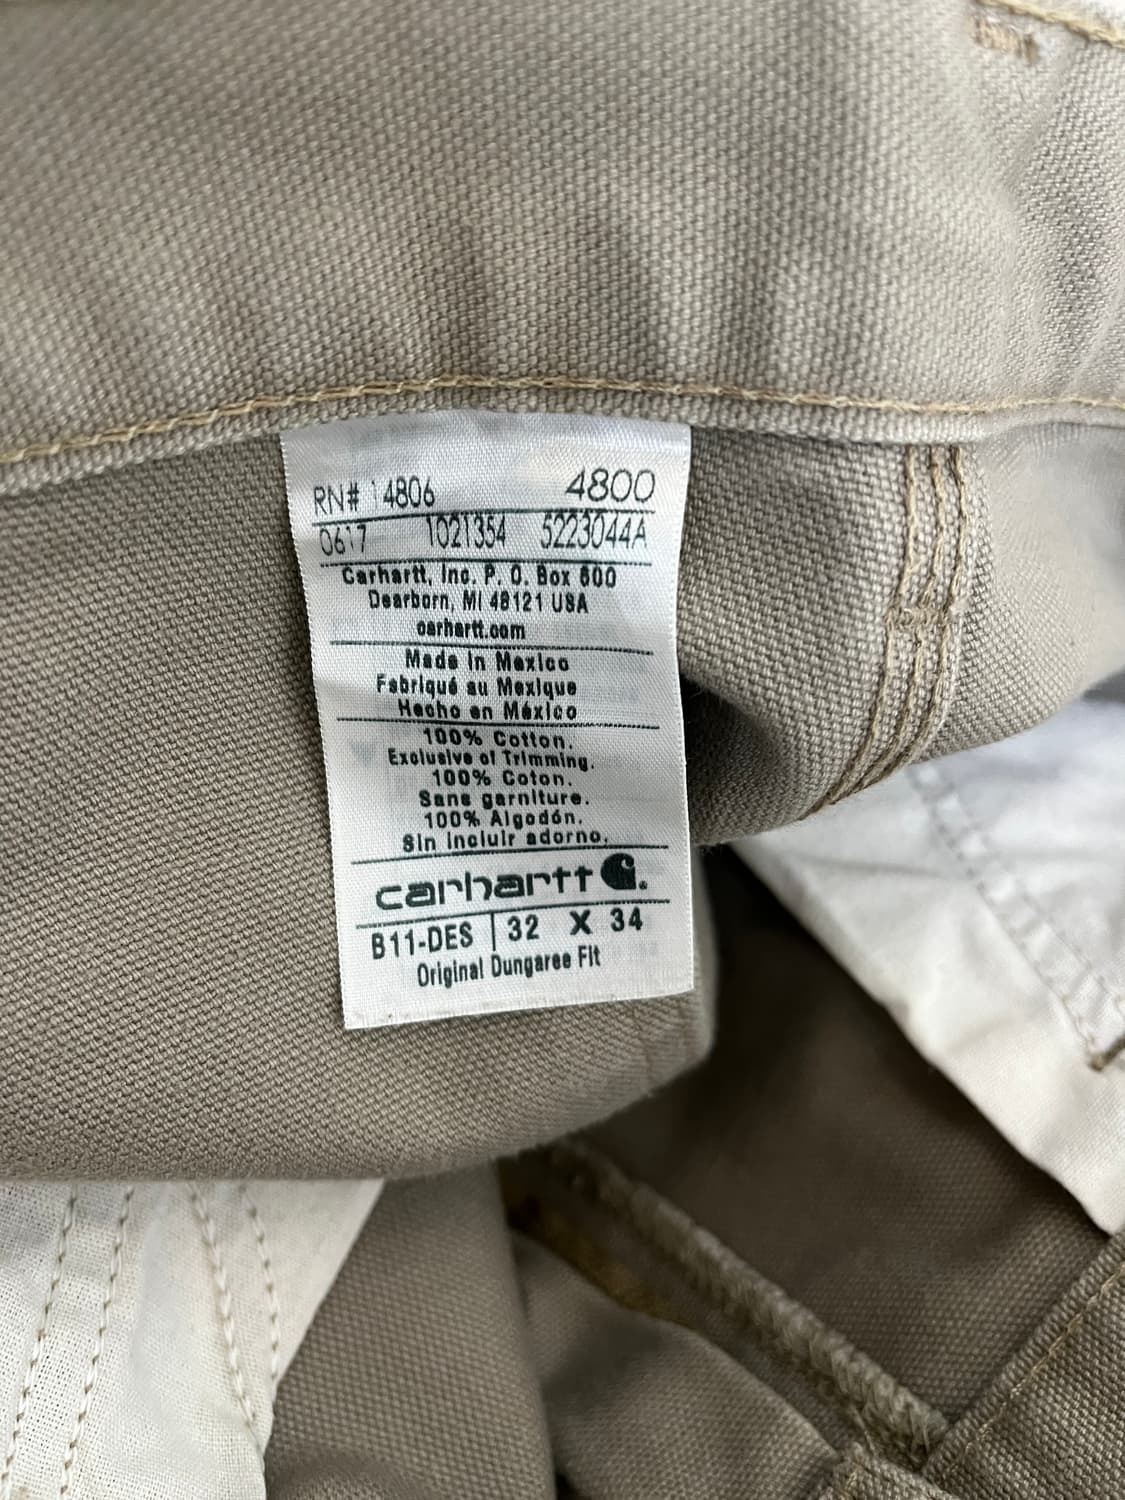 RN# 14806 4800
0617 1021354 5223044A
Carhartt, Inc. P. O. Box 600
Dearborn, MI 48121 USA
carhartt.com
Made in Mexico
Fabriqué au Mexique
Hecho en México
100% Cotton.
Exclusive of Trimming.
100% Coton.
Sans garniture.
100% Algodón.
Sin incluir adorno.
carhartt
B11-DES | 32 X 34
Original Dungaree Fit